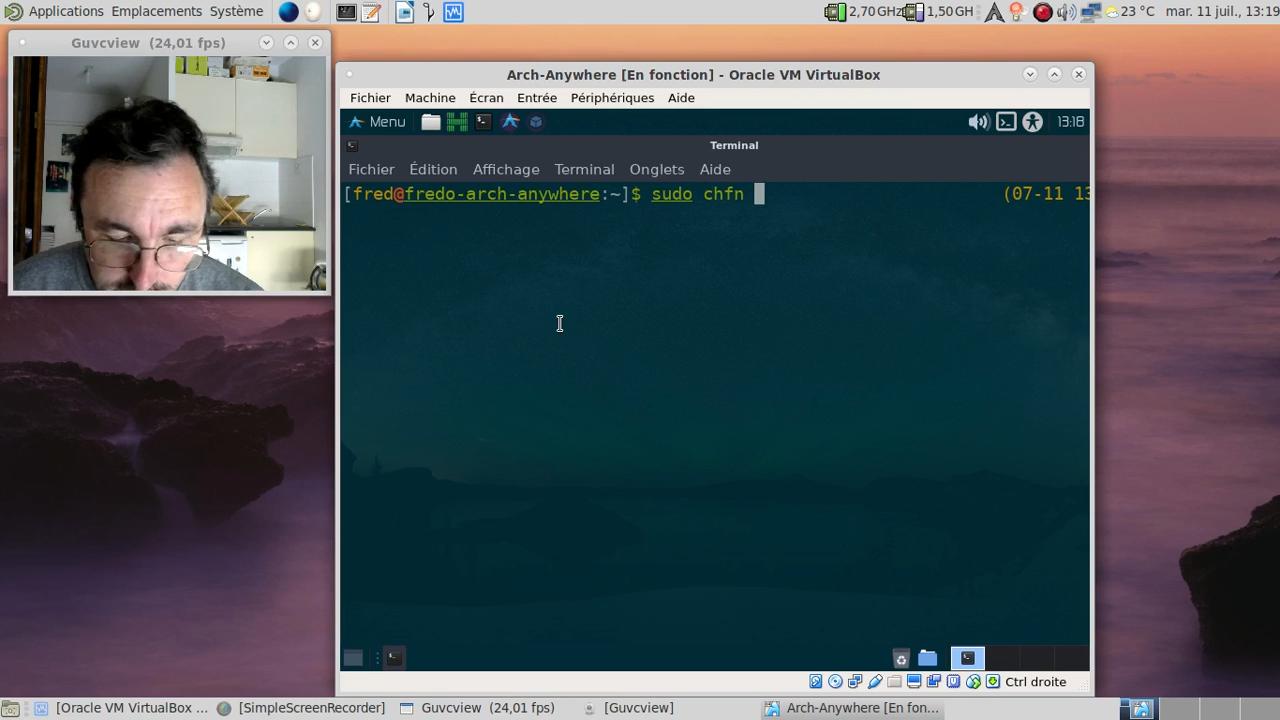 Applications Emplacements Système
2,70 GHz 1,50 GH 23 °C mar. 11 juil., 13:19
Guvcview (24,01 fps)
Arch-Anywhere [En fonction] - Oracle VM VirtualBox
Fichier Machine Écran Entrée Périphériques Aide
Menu 13:18
Terminal
Fichier Édition Affichage Terminal Onglets Aide
[fred@fredo-arch-anywhere:~]$ sudo chfn (07-11 13
Ctrl droite
[Oracle VM VirtualBox ... [SimpleScreenRecorder] Guvcview (24,01 fps) [Guvcview] Arch-Anywhere [En fon...